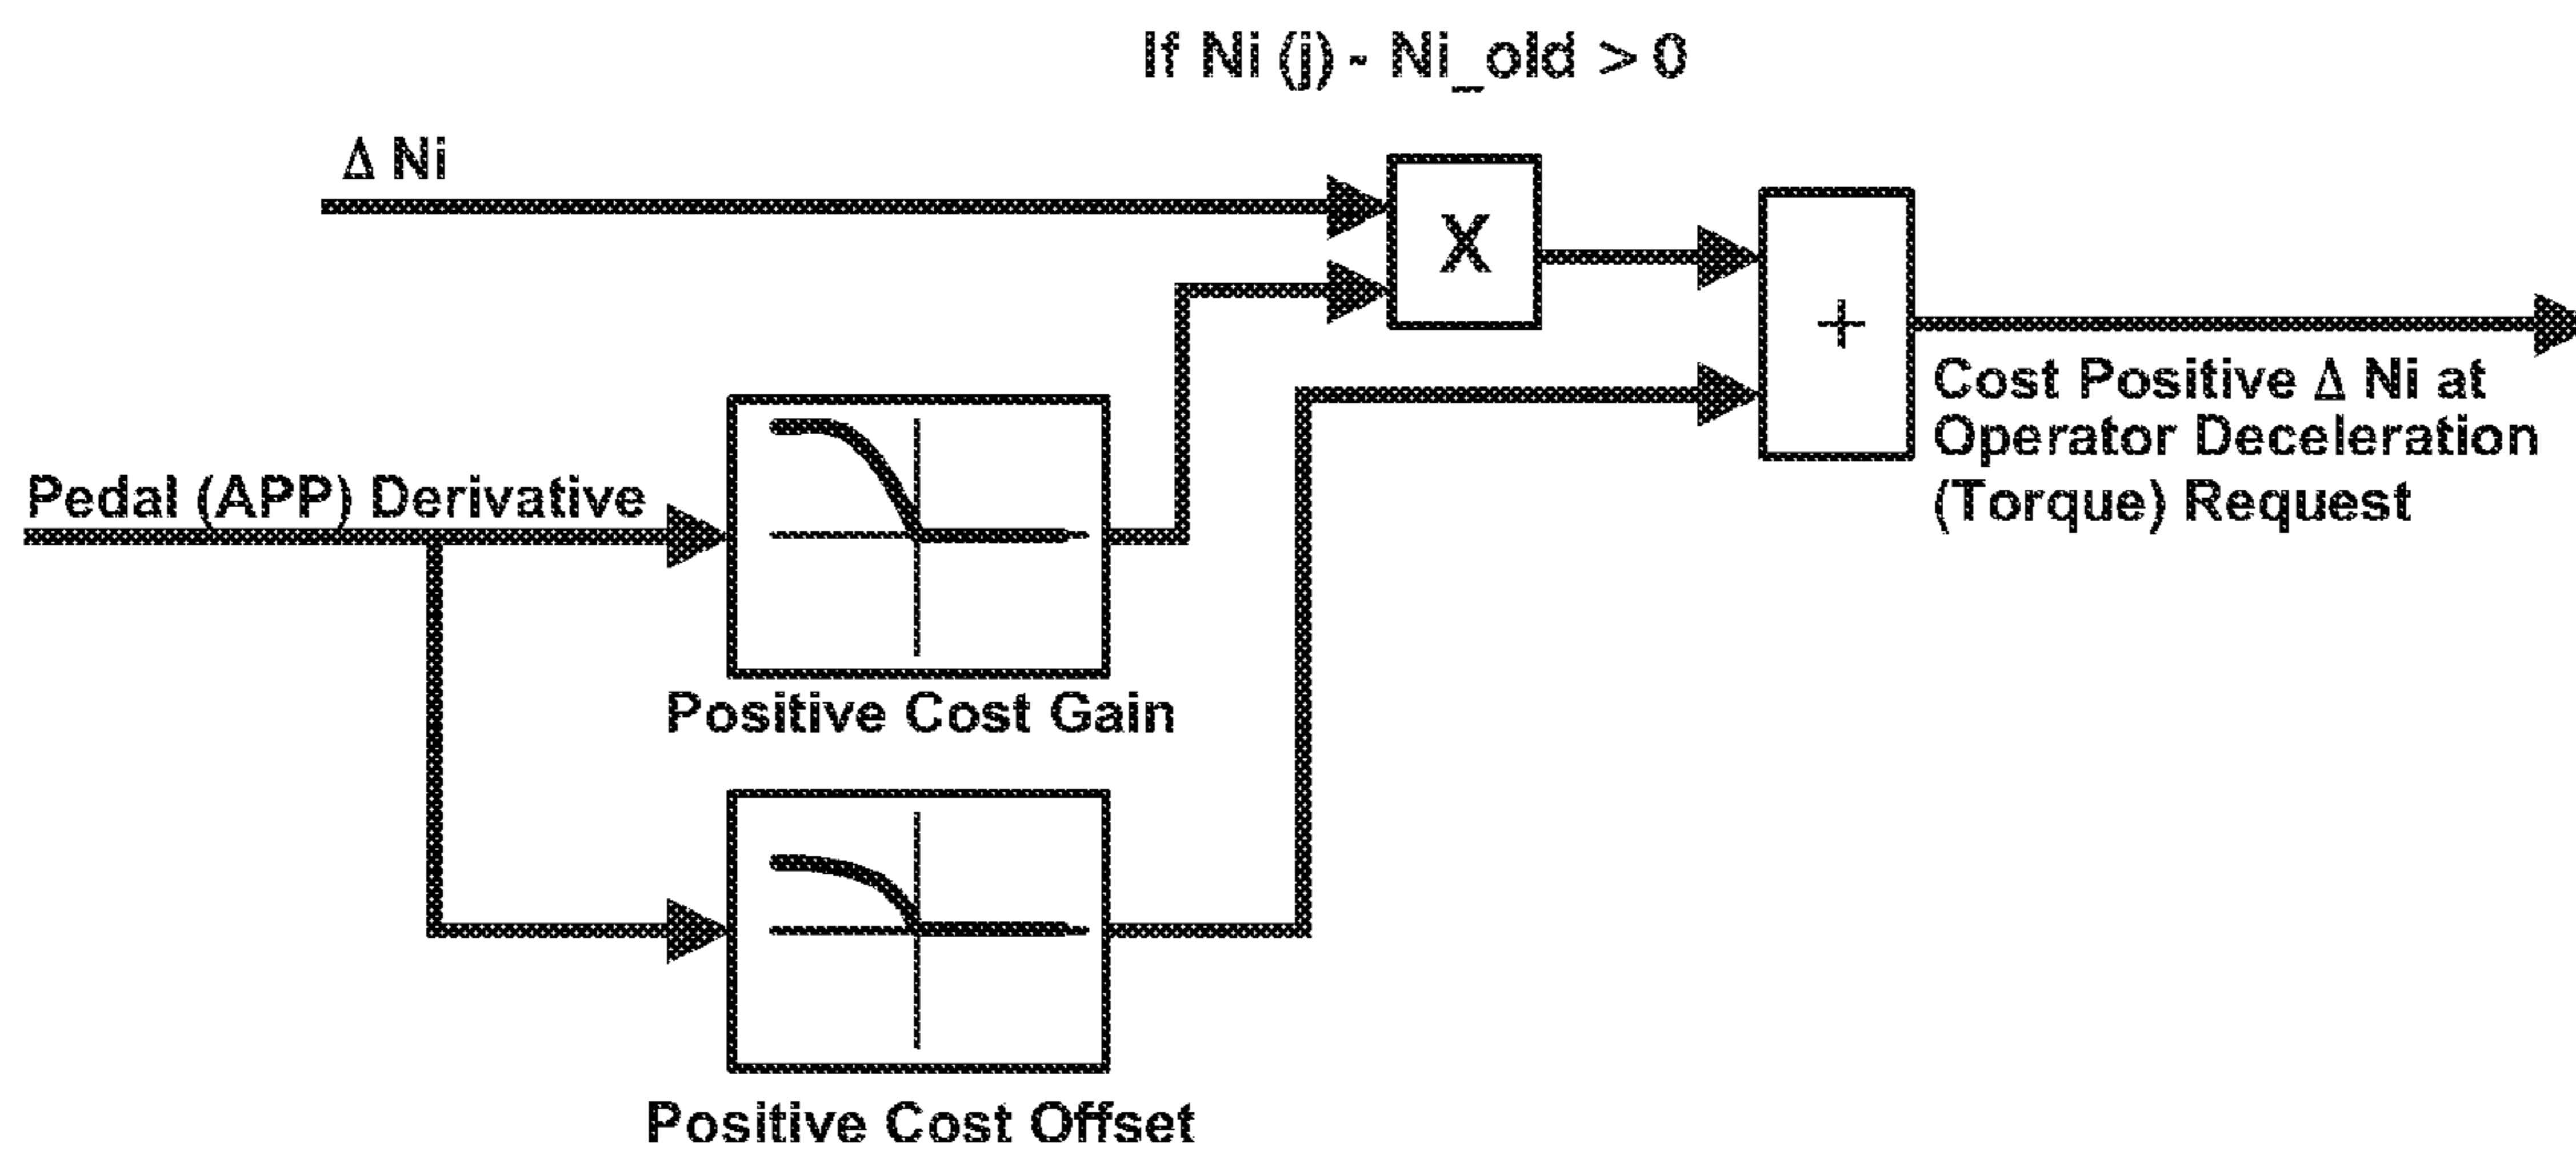 If Ni (j) - Ni_old > 0
Δ Ni
X
+
Cost Positive Δ Ni at
Operator Deceleration
(Torque) Request
Pedal (APP) Derivative
Positive Cost Gain
Positive Cost Offset